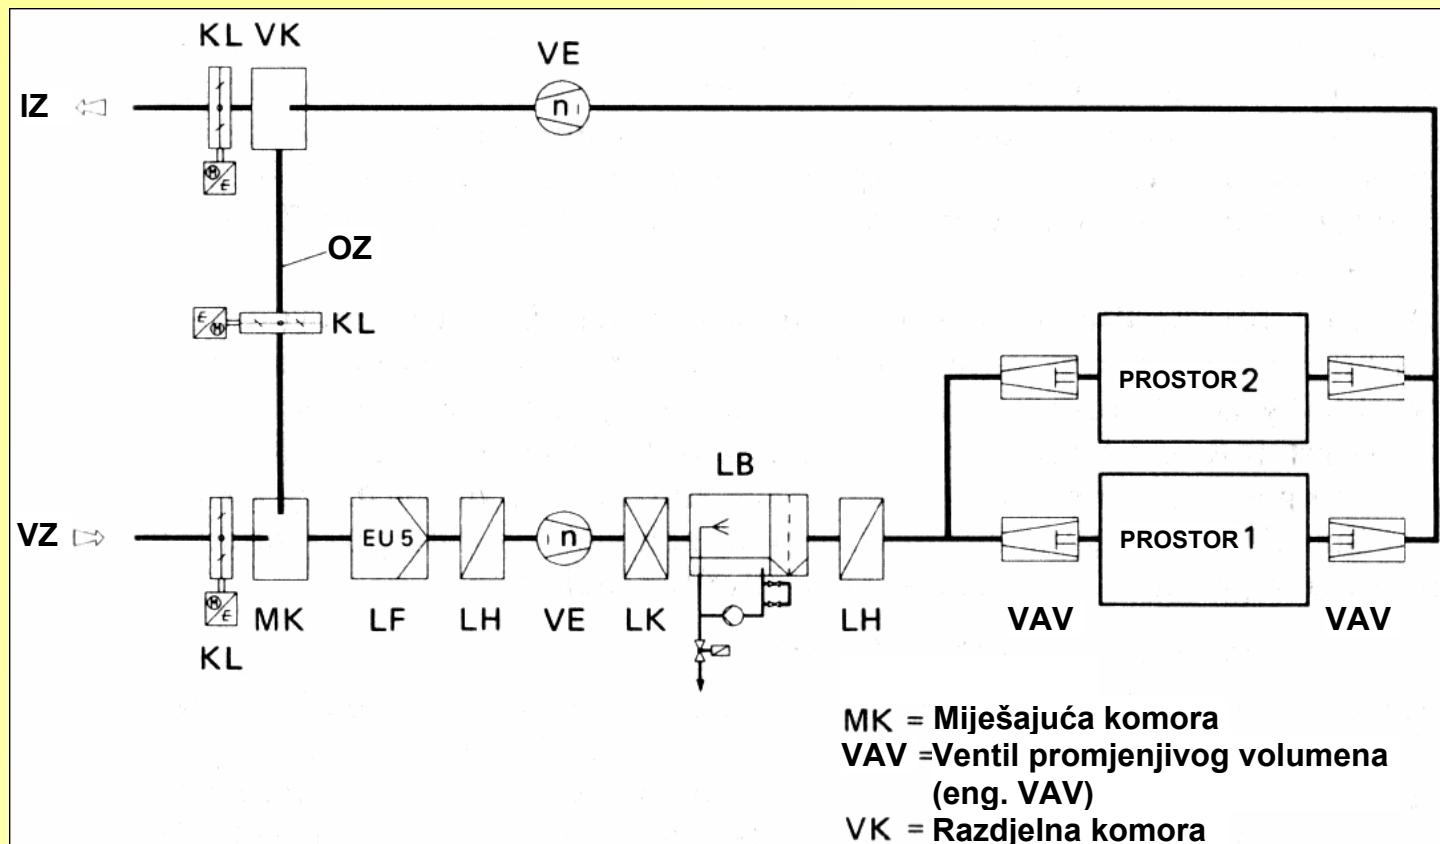 KL VK
VE
n
IZ
M
E
OZ
E
M
KL
PROSTOR 2
LB
VZ
EU 5
n
PROSTOR 1
M
E
MK LF LH VE LK LH VAV VAV
KL
MK = Miješajuća komora
VAV =Ventil promjenjivog volumena
(eng. VAV)
VK = Razdjelna komora